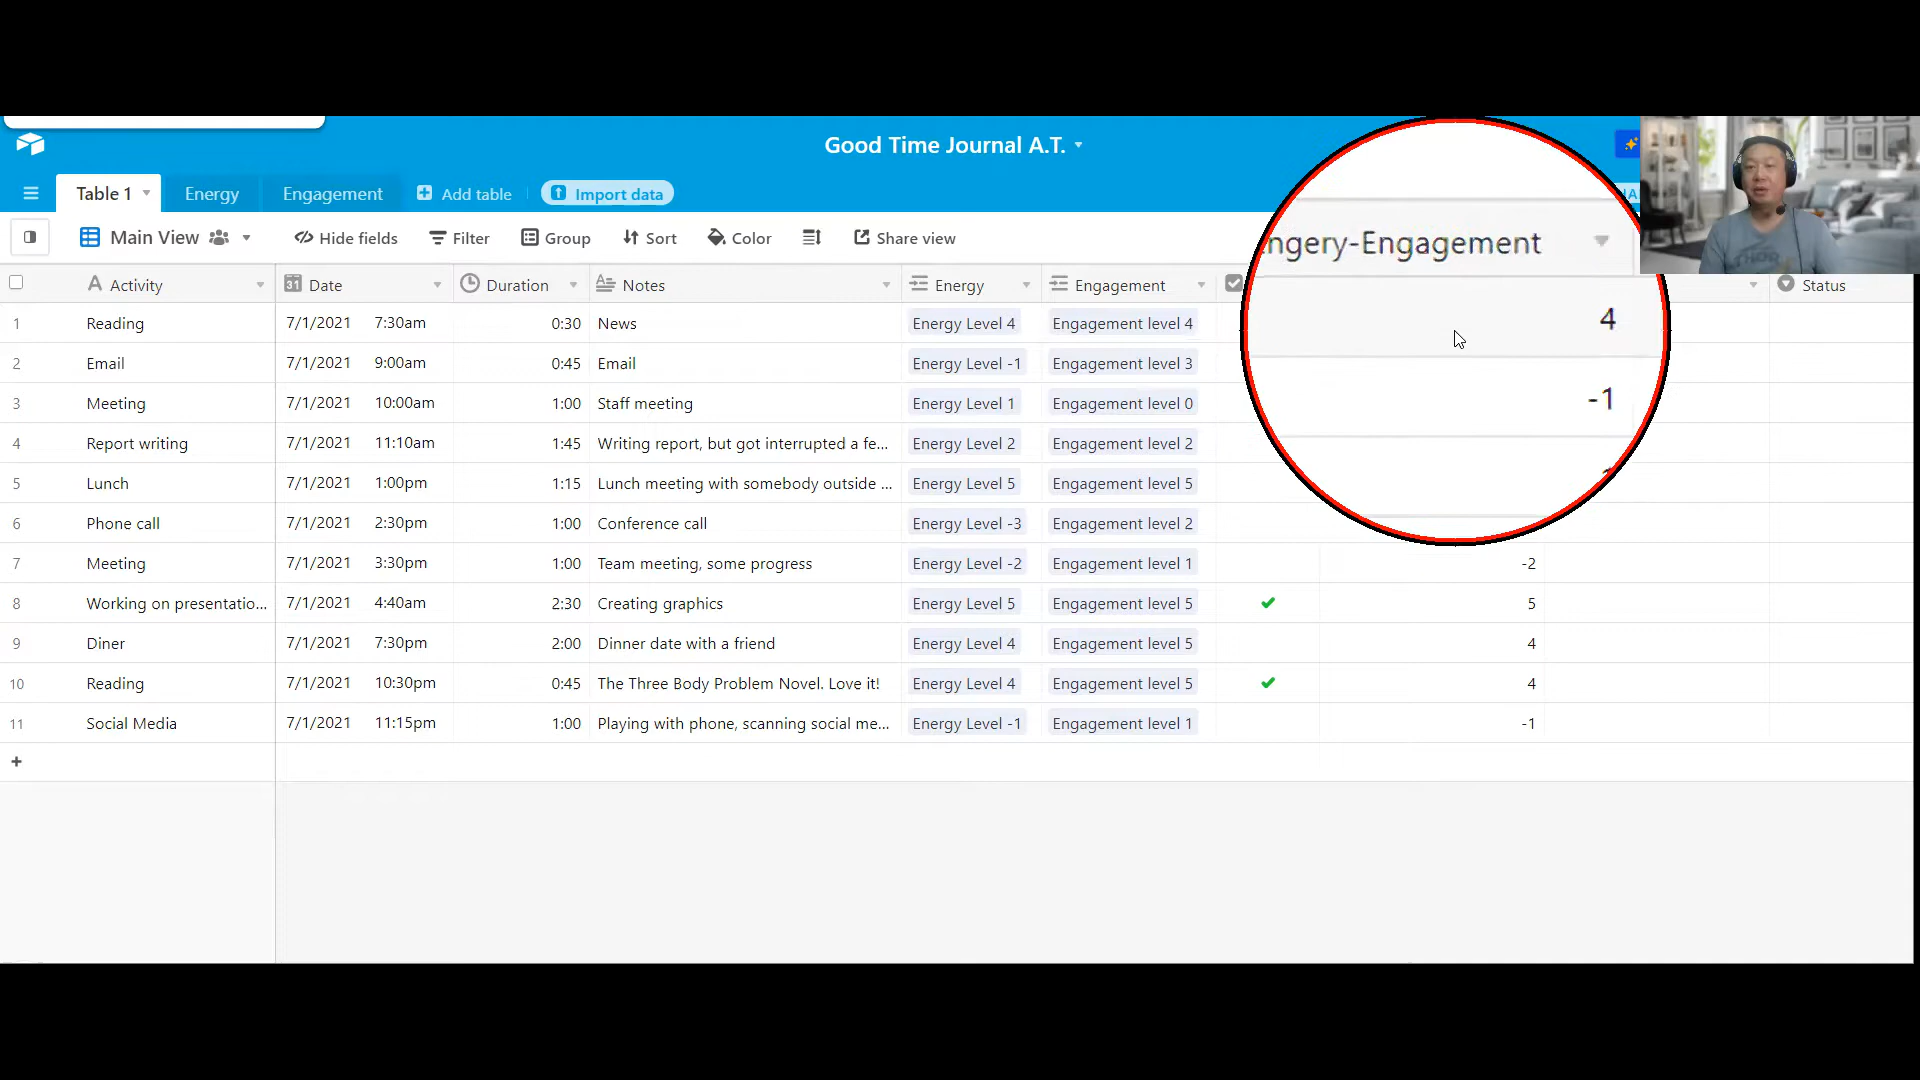 Good Time Journal A.T.
Table 1 Energy Engagement Add table Import data
Main View Hide fields Filter Group Sort Color Share view
ngery-Engagement
Activity Date Duration Notes Energy Engagement Status
1 Reading 7/1/2021 7:30am 0:30 News Energy Level 4 Engagement level 4 4
2 Email 7/1/2021 9:00am 0:45 Email Energy Level -1 Engagement level 3 -1
3 Meeting 7/1/2021 10:00am 1:00 Staff meeting Energy Level 1 Engagement level 0
4 Report writing 7/1/2021 11:10am 1:45 Writing report, but got interrupted a fe... Energy Level 2 Engagement level 2
5 Lunch 7/1/2021 1:00pm 1:15 Lunch meeting with somebody outside ... Energy Level 5 Engagement level 5
6 Phone call 7/1/2021 2:30pm 1:00 Conference call Energy Level -3 Engagement level 2
7 Meeting 7/1/2021 3:30pm 1:00 Team meeting, some progress Energy Level -2 Engagement level 1 -2
8 Working on presentatio... 7/1/2021 4:40am 2:30 Creating graphics Energy Level 5 Engagement level 5 5
9 Diner 7/1/2021 7:30pm 2:00 Dinner date with a friend Energy Level 4 Engagement level 5 4
10 Reading 7/1/2021 10:30pm 0:45 The Three Body Problem Novel. Love it! Energy Level 4 Engagement level 5 4
11 Social Media 7/1/2021 11:15pm 1:00 Playing with phone, scanning social me... Energy Level -1 Engagement level 1 -1